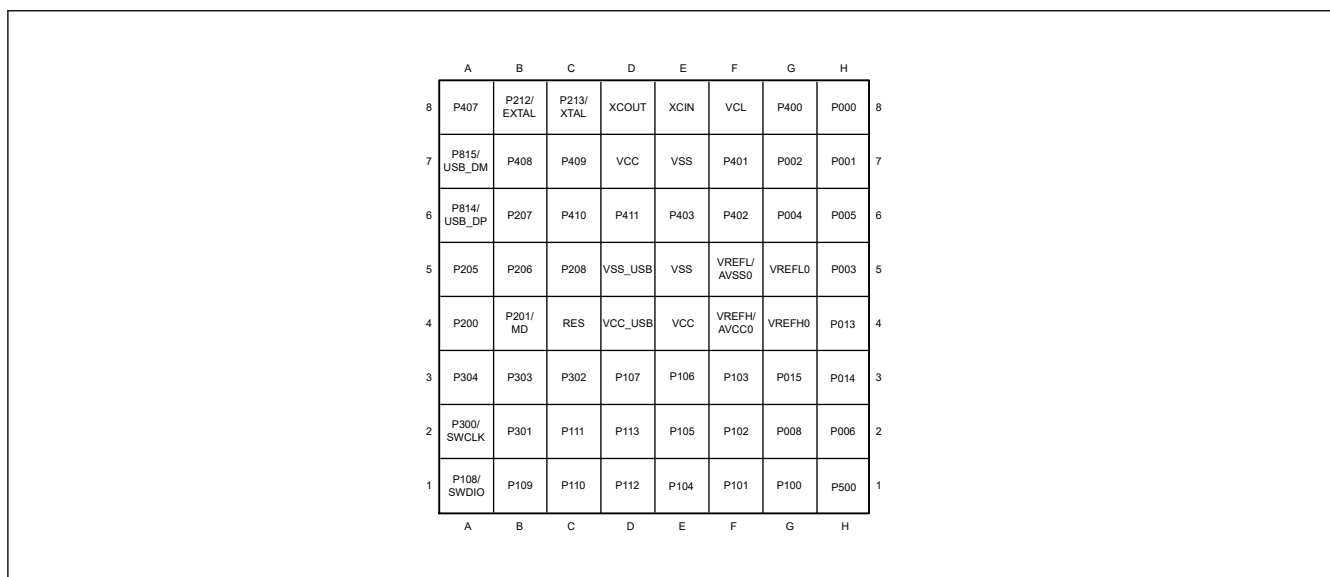 A B C D E F G H
8 P407 P212/ EXTAL P213/ XTAL XCOUT XCIN VCL P400 P000 8
7 P815/ USB_DM P408 P409 VCC VSS P401 P002 P001 7
6 P814/ USB_DP P207 P410 P411 P403 P402 P004 P005 6
5 P205 P206 P208 VSS_USB VSS VREFL/ AVSS0 VREFL0 P003 5
4 P200 P201/ MD RES VCC_USB VCC VREFH/ AVCC0 VREFH0 P013 4
3 P304 P303 P302 P107 P106 P103 P015 P014 3
2 P300/ SWCLK P301 P111 P113 P105 P102 P008 P006 2
1 P108/ SWDIO P109 P110 P112 P104 P101 P100 P500 1
A B C D E F G H